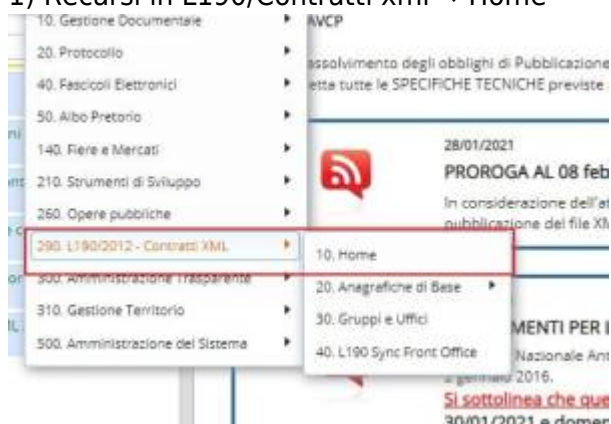 1) Recarsi in L190/Contratti Xml → Home
10. Gestione Documentale
20. Protocollo
40. Fascicoli Elettronici
50. Albo Pretorio
140. Fiere e Mercati
210. Strumenti di Sviluppo
260. Opere pubbliche
290. L190/2012 - Contratti XML
300. Amministrazione Trasparente
310. Gestione Territorio
500. Amministrazione del Sistema
10. Home
20. Anagrafiche di Base
30. Gruppi e Uffici
40. L190 Sync Front Office
AVCP
assolvimento degli obblighi di Pubblicazione
etta tutte le SPECIFICHE TECNICHE previste
28/01/2021
PROROGA AL 08 feb
In considerazione dell'at
pubblicazione del file XM
MENTI PER L
Nazionale Ant
2 gennaio 2016.
Si sottolinea che que
30/01/2021 e domen